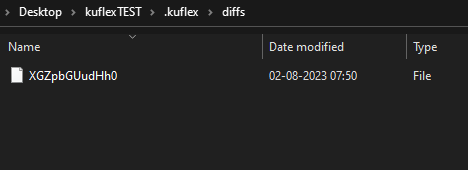 > Desktop > kuflexTEST > .kuflex > diffs
Name Date modified Type
XGZpbGUudHh0 02-08-2023 07:50 File